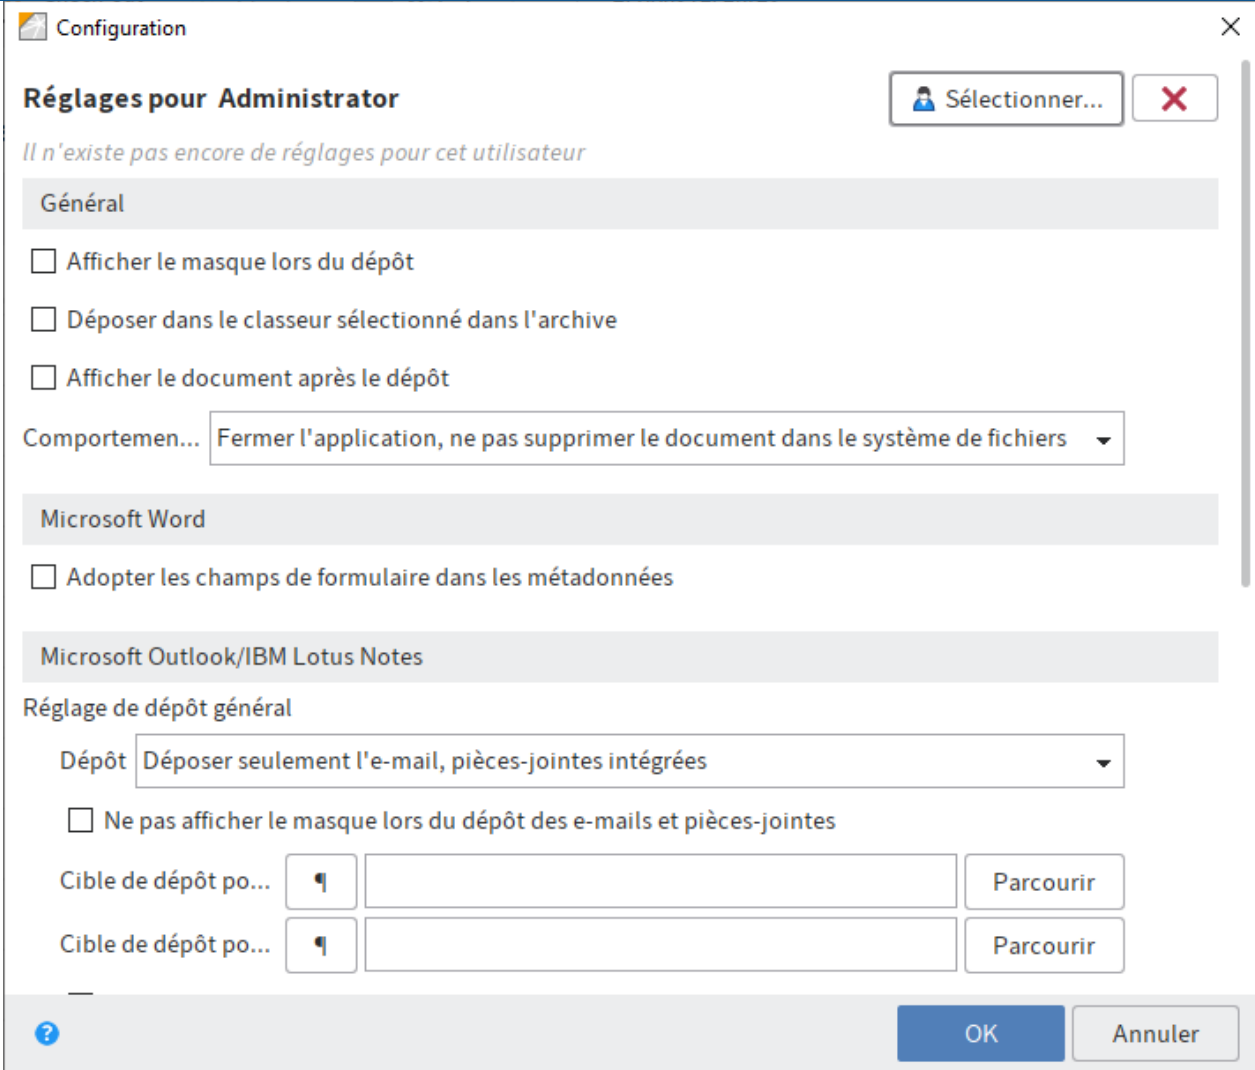 Configuration
Réglages pour Administrator
Sélectionner...
Il n'existe pas encore de réglages pour cet utilisateur
Général
Afficher le masque lors du dépôt
Déposer dans le classeur sélectionné dans l'archive
Afficher le document après le dépôt
Comportemen... Fermer l'application, ne pas supprimer le document dans le système de fichiers
Microsoft Word
Adopter les champs de formulaire dans les métadonnées
Microsoft Outlook/IBM Lotus Notes
Réglage de dépôt général
Dépôt Déposer seulement l'e-mail, pièces-jointes intégrées
Ne pas afficher le masque lors du dépôt des e-mails et pièces-jointes
Cible de dépôt po... ¶ Parcourir
Cible de dépôt po... ¶ Parcourir
? OK Annuler